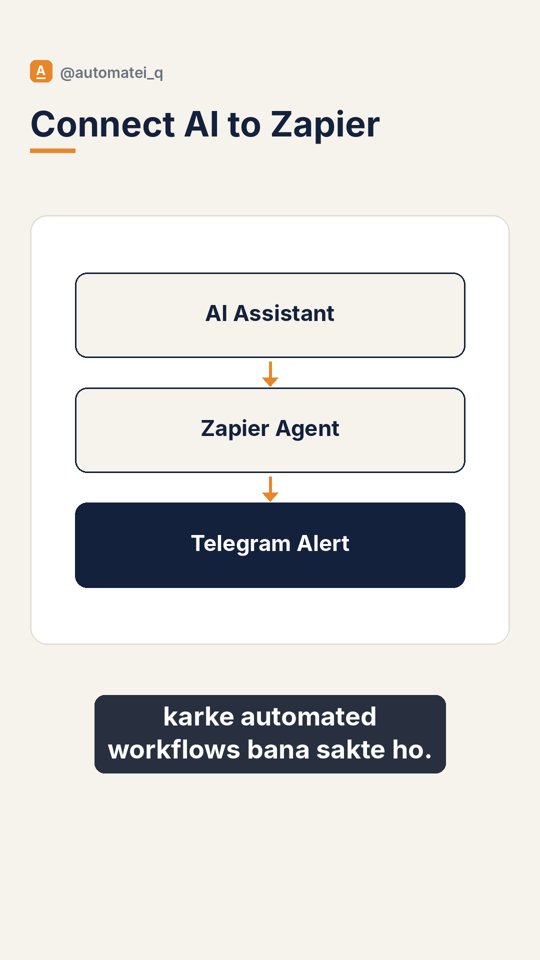 A
@automatei_q
Connect AI to Zapier
AI Assistant
Zapier Agent
Telegram Alert
karke automated
workflows bana sakte ho.